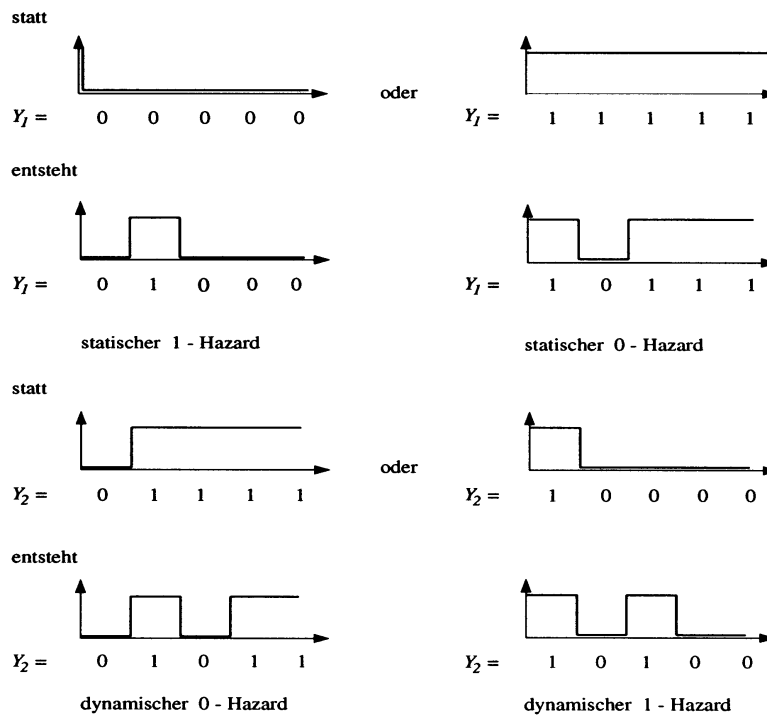 statt
oder
Y1 = 0 0 0 0 0
Y1 = 1 1 1 1 1
entsteht
Y1 = 0 1 0 0 0
Y1 = 1 0 1 1 1
statischer 1 - Hazard
statischer 0 - Hazard
statt
oder
Y2 = 0 1 1 1 1
Y2 = 1 0 0 0 0
entsteht
Y2 = 0 1 0 1 1
Y2 = 1 0 1 0 0
dynamischer 0 - Hazard
dynamischer 1 - Hazard